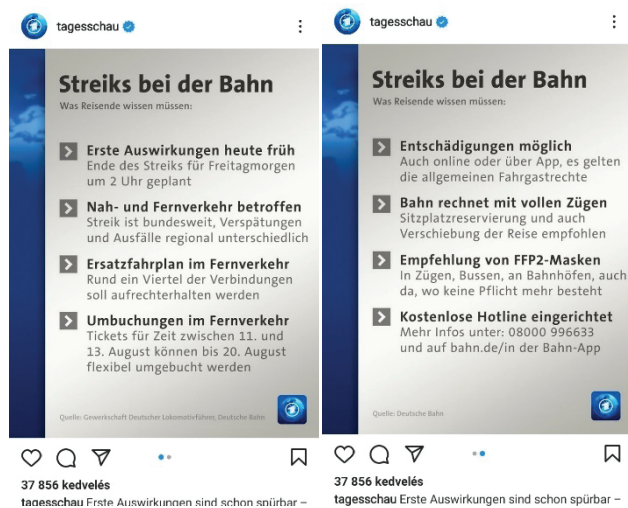 tagesschau
Streiks bei der Bahn
Was Reisende wissen müssen:
Erste Auswirkungen heute früh
Ende des Streiks für Freitagmorgen
um 2 Uhr geplant
Nah- und Fernverkehr betroffen
Streik ist bundesweit, Verspätungen
und Ausfälle regional unterschiedlich
Ersatzfahrplan im Fernverkehr
Rund ein Viertel der Verbindungen
soll aufrechterhalten werden
Umbuchungen im Fernverkehr
Tickets für Zeit zwischen 11. und
13. August können bis 20. August
flexibel umgebucht werden
Quelle: Gewerkschaft Deutscher Lokomotivführer, Deutsche Bahn
37 856 kedvelés
tagesschau Erste Auswirkungen sind schon spürbar –
tagesschau
Streiks bei der Bahn
Was Reisende wissen müssen:
Entschädigungen möglich
Auch online oder über App, es gelten
die allgemeinen Fahrgastrechte
Bahn rechnet mit vollen Zügen
Sitzplatzreservierung und auch
Verschiebung der Reise empfohlen
Empfehlung von FFP2-Masken
In Zügen, Bussen, an Bahnhöfen, auch
da, wo keine Pflicht mehr besteht
Kostenlose Hotline eingerichtet
Mehr Infos unter: 08000 996633
und auf bahn.de/in der Bahn-App
Quelle: Deutsche Bahn
37 856 kedvelés
tagesschau Erste Auswirkungen sind schon spürbar –